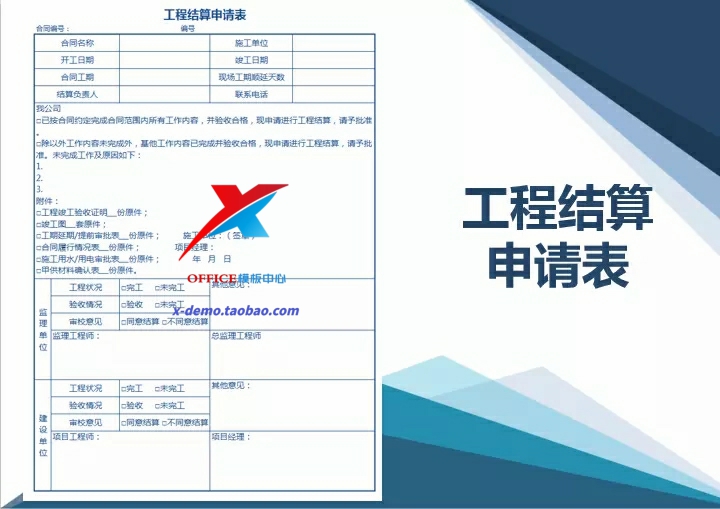 工程结算申请表
合同编号： 编号
合同名称 施工单位
开工日期 竣工日期
合同工期 现场工期顺延天数
结算负责人 联系电话
我公司
□已按合同约定完成合同范围内所有工作内容，并验收合格，现申请进行工程结算，请予批准
。
□除以外工作内容未完成外，基他工作内容已完成并验收合格，现申请进行工程结算，请予批
准。未完成工作及原因如下：
1.
2.
3.
附件：
□工程竣工验收证明__份原件；
□竣工图__套原件；
□工期延期/提前审批表__份原件； 施工单位：（签章）
□合同履行情况表__份原件； 项目经理：
□施工用水/用电审批表__份原件； 年 月 日
□甲供材料确认表__份原件。
OFFICE模板中心
x-demo.taobao.com
监理单位
工程状况 □完工 □未完工 其他意见：
验收情况 □验收 □未完工
审校意见 □同意结算 □不同意结算
监理工程师： 总监理工程师
建设单位
工程状况 □完工 □未完工 其他意见：
验收情况 □验收 □未完工
审校意见 □同意结算 □不同意结算
项目工程师： 项目经理：
工程结算
申请表